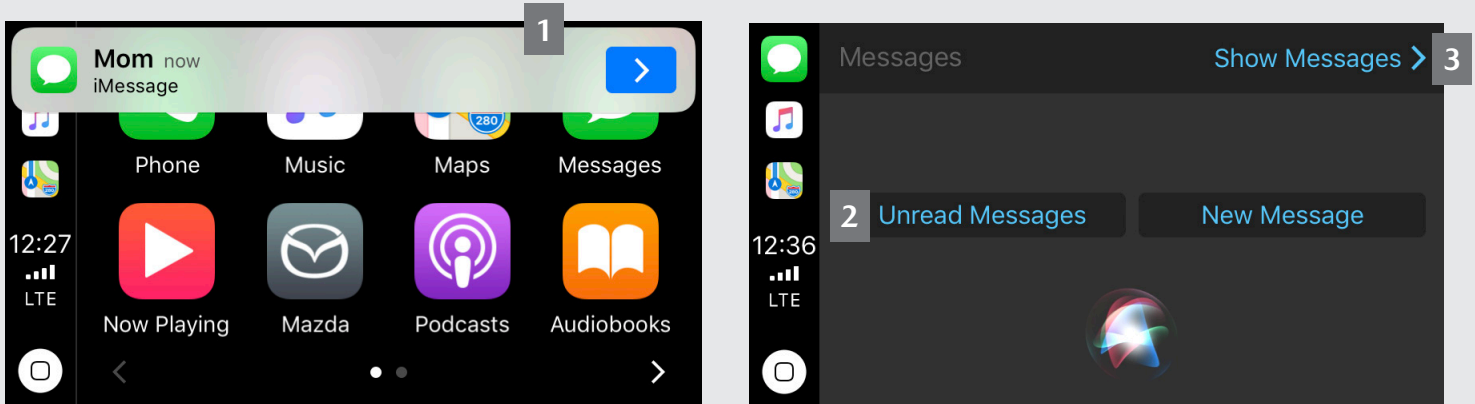 1
Mom now
iMessage
280
Phone Music Maps Messages
12:27
LTE
Now Playing Mazda Podcasts Audiobooks
Messages Show Messages 3
2 Unread Messages New Message
280
12:36
LTE